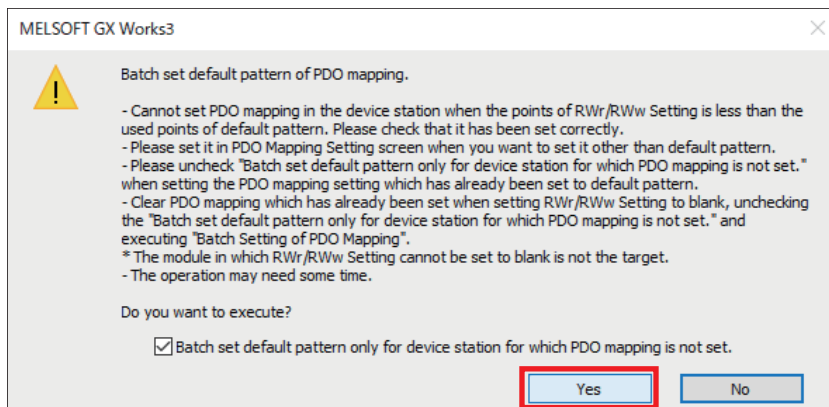 MELSOFT GX Works3
Batch set default pattern of PDO mapping.
- Cannot set PDO mapping in the device station when the points of RWr/RWw Setting is less than the
used points of default pattern. Please check that it has been set correctly.
- Please set it in PDO Mapping Setting screen when you want to set it other than default pattern.
- Please uncheck "Batch set default pattern only for device station for which PDO mapping is not set."
when setting the PDO mapping setting which has already been set to default pattern.
- Clear PDO mapping which has already been set when setting RWr/RWw Setting to blank, unchecking
the "Batch set default pattern only for device station for which PDO mapping is not set." and
executing "Batch Setting of PDO Mapping".
* The module in which RWr/RWw Setting cannot be set to blank is not the target.
- The operation may need some time.
Do you want to execute?
Batch set default pattern only for device station for which PDO mapping is not set.
Yes No